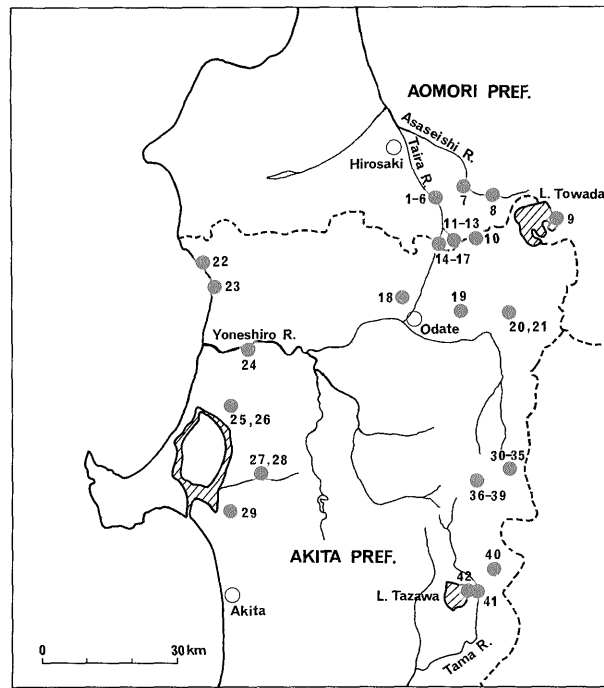 AOMORI PREF.
Asaseishi R.
Taira R.
Hirosaki
L. Towada
1-6
7
8
9
11-13
10
14-17
22
23
18
19
20, 21
Odate
Yoneshiro R.
24
25, 26
27, 28
30-35
36-39
29
AKITA PREF.
40
42
L. Tazawa
41
Akita
Tama R.
0 30 km